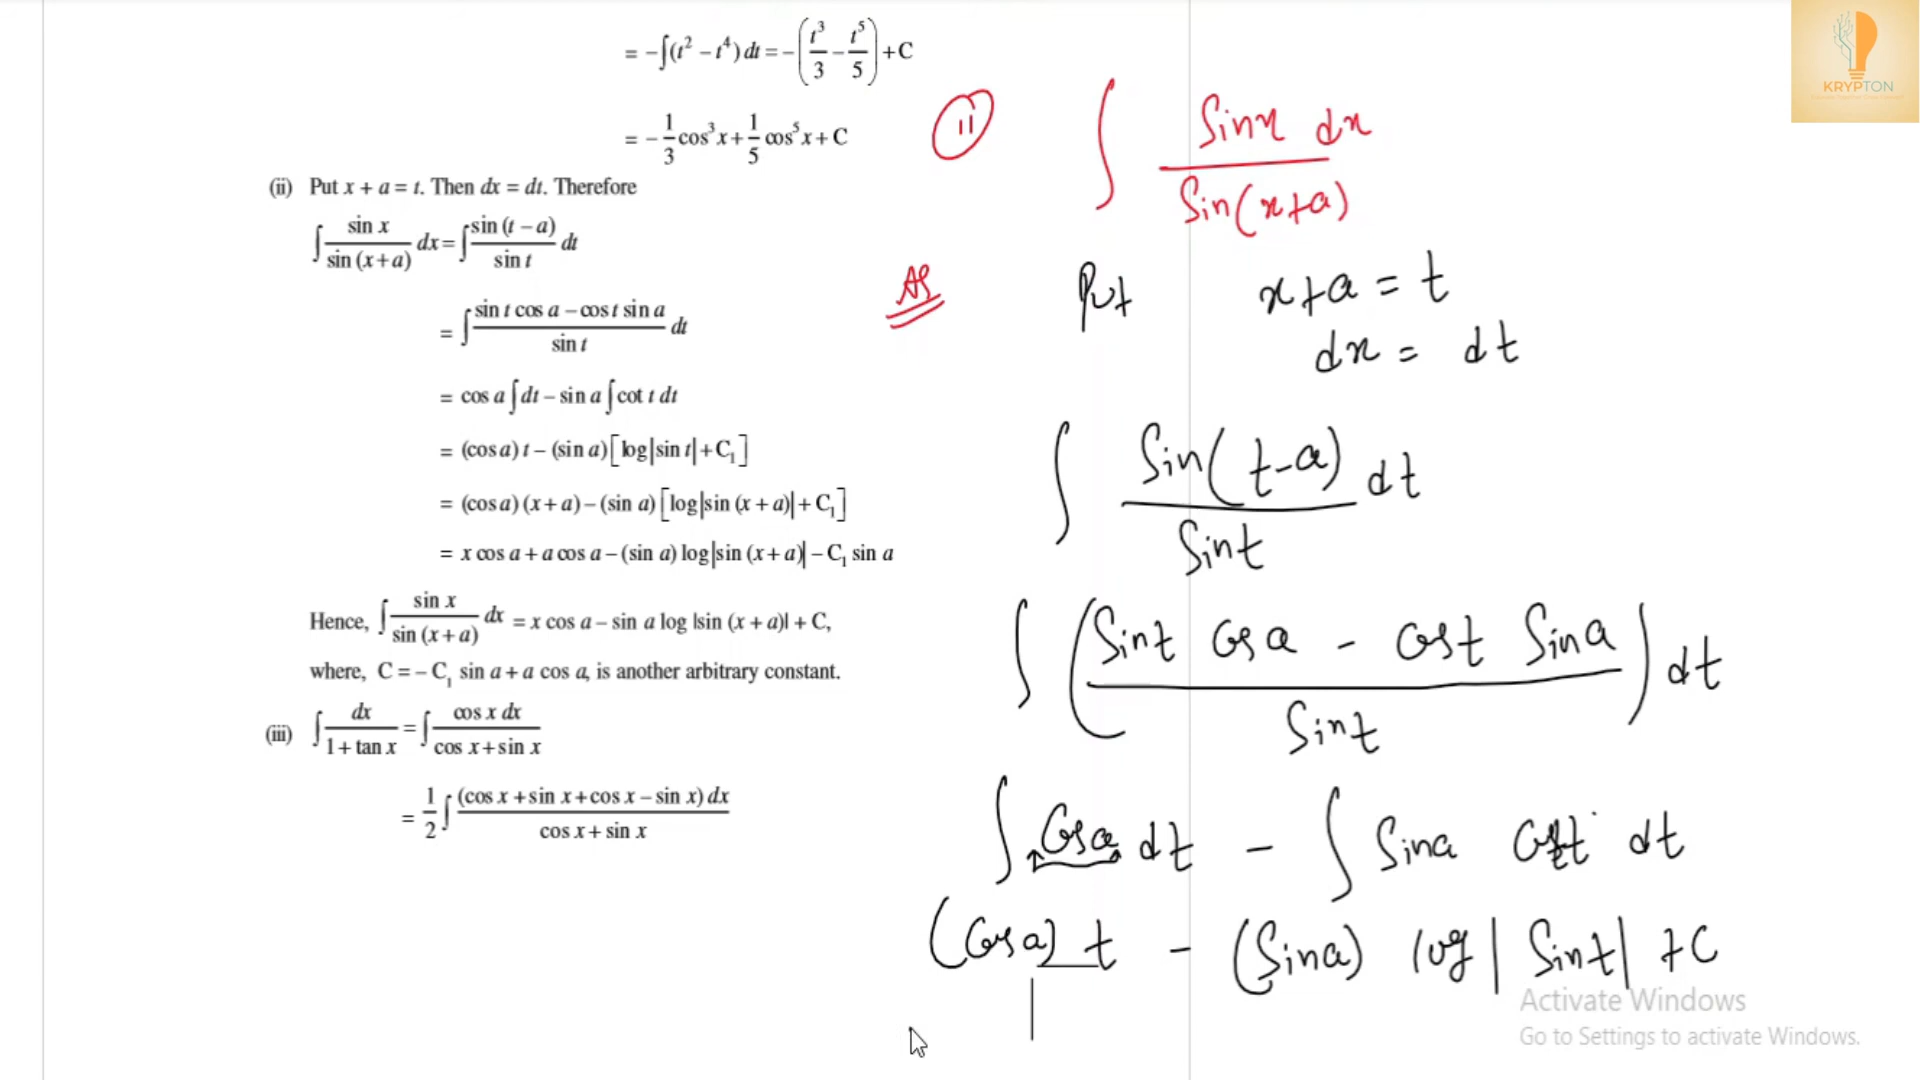 = -∫(t² - t⁴) dt = -(t³/3 - t⁵/5) + C
= -1/3 cos³x + 1/5 cos⁵x + C
(ii) Put x + a = t. Then dx = dt. Therefore
∫ sin x / sin (x+a) dx = ∫ sin (t – a) / sin t dt
= ∫ sin t cos a – cos t sin a / sin t dt
= cos a ∫dt – sin a ∫cot t dt
= (cos a) t – (sin a) [log|sin t| + C₁]
= (cos a) (x + a) – (sin a) [log|sin (x + a)| + C₁]
= x cos a + a cos a – (sin a) log|sin (x + a)| – C₁ sin a
Hence, ∫ sin x / sin (x+a) dx = x cos a – sin a log |sin (x + a)| + C,
where, C = – C₁ sin a + a cos a, is another arbitrary constant.
(iii) ∫ dx / 1+ tan x = ∫ cos x dx / cos x + sin x
= 1/2 ∫ (cos x + sin x + cos x – sin x) dx / cos x + sin x
KRYPTON
11
∫ Sinx dx / Sin(x+a)
Put x+a = t
dx = dt
∫ Sin(t-a) / Sint dt
∫ (Sint Cosa - Cost Sina / Sint) dt
∫ Cosa dt - ∫ Sina Cott dt
(Cosa) t - (Sina) log | Sint| + C
Activate Windows
Go to Settings to activate Windows.